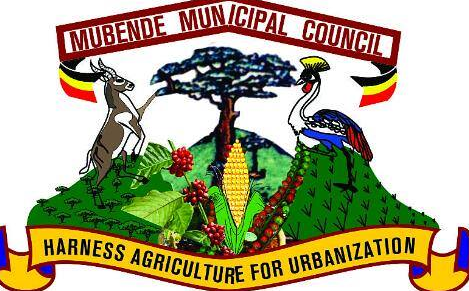 MUBENDE MUNICIPAL COUNCIL
HARNESS AGRICULTURE FOR URBANIZATION